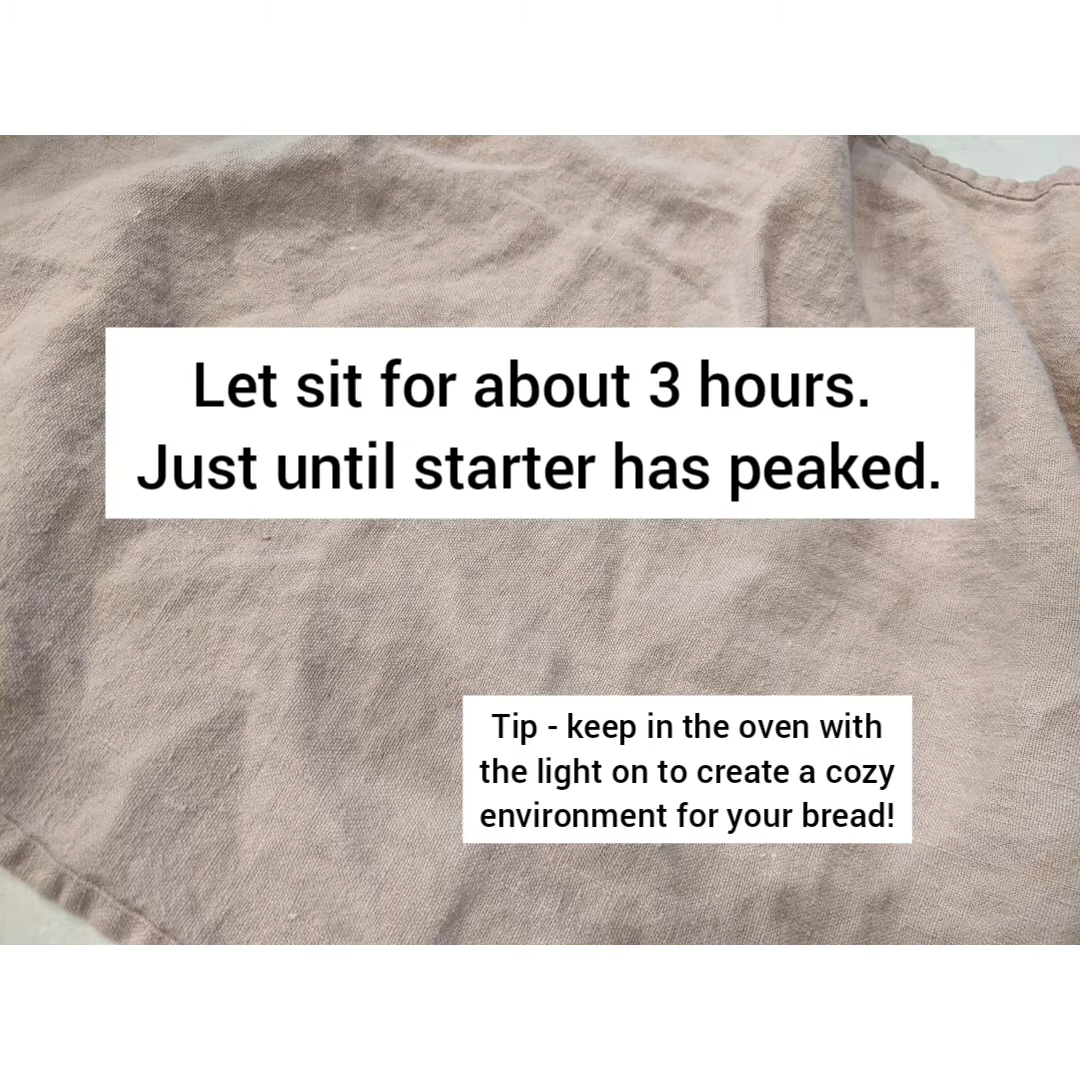 Let sit for about 3 hours.
Just until starter has peaked.
Tip - keep in the oven with
the light on to create a cozy
environment for your bread!